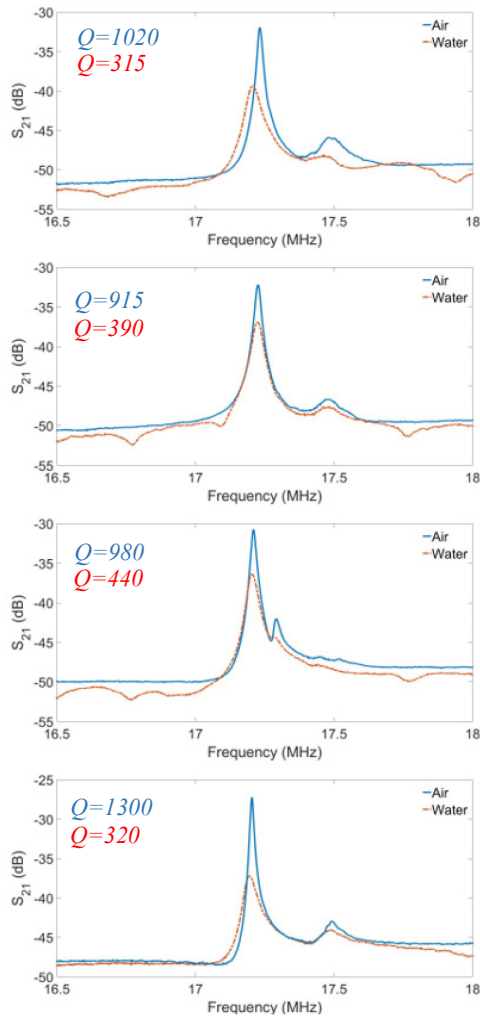 -30
-35
-40
-45
-50
-55
S21 (dB)
Q=1020
Q=315
Air
Water
16.5 17 17.5 18
Frequency (MHz)
-30
-35
-40
-45
-50
-55
S21 (dB)
Q=915
Q=390
Air
Water
16.5 17 17.5 18
Frequency (MHz)
-30
-35
-40
-45
-50
-55
S21 (dB)
Q=980
Q=440
Air
Water
16.5 17 17.5 18
Frequency (MHz)
-25
-30
-35
-40
-45
-50
S21 (dB)
Q=1300
Q=320
Air
Water
16.5 17 17.5 18
Frequency (MHz)